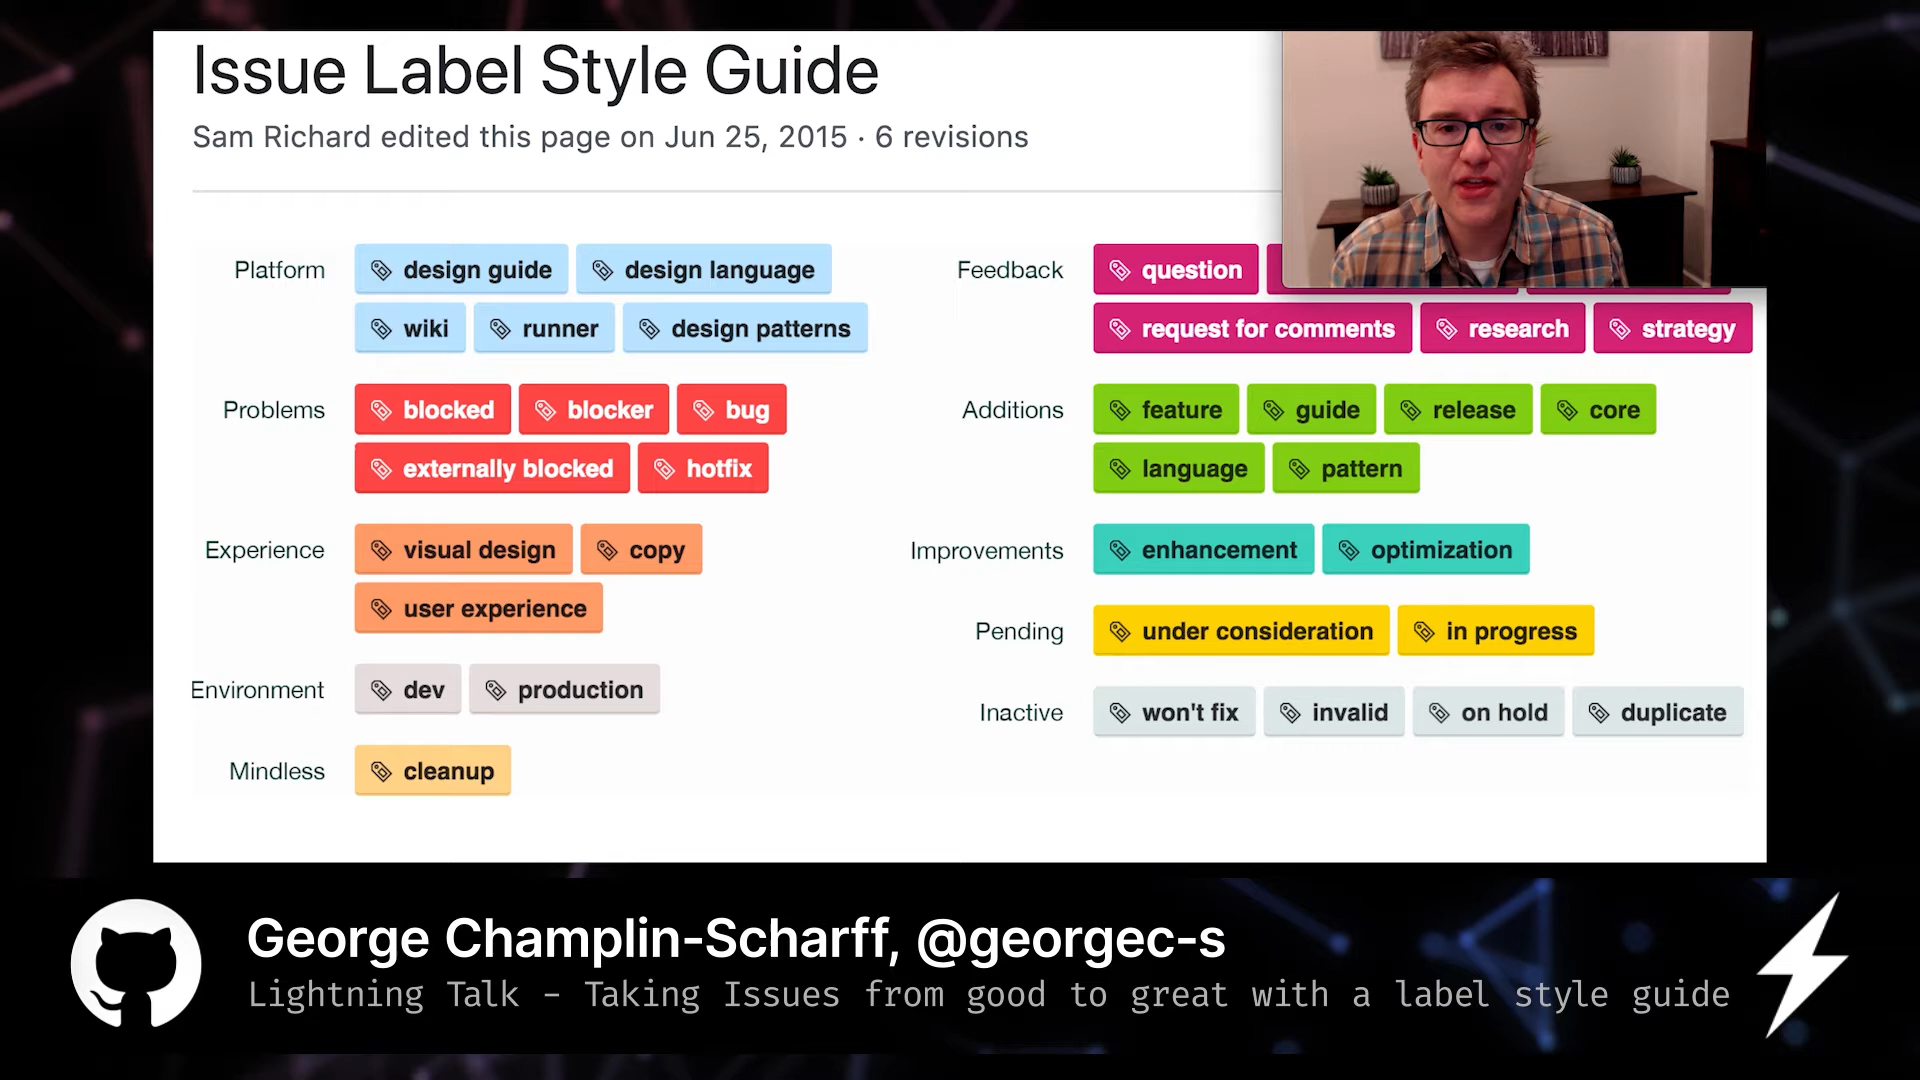 Issue Label Style Guide
Sam Richard edited this page on Jun 25, 2015 · 6 revisions
Platform
design guide
design language
wiki
runner
design patterns
Problems
blocked
blocker
bug
externally blocked
hotfix
Experience
visual design
copy
user experience
Environment
dev
production
Mindless
cleanup
Feedback
question
request for comments
research
strategy
Additions
feature
guide
release
core
language
pattern
Improvements
enhancement
optimization
Pending
under consideration
in progress
Inactive
won't fix
invalid
on hold
duplicate
George Champlin-Scharff, @georgec-s
Lightning Talk - Taking Issues from good to great with a label style guide